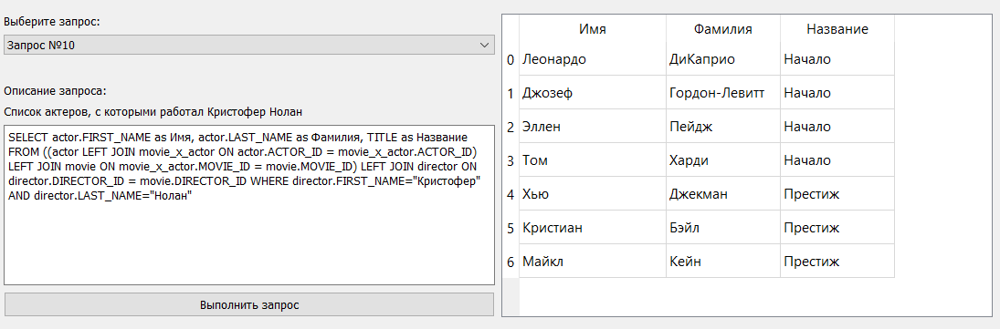 Выберите запрос:
Запрос №10
Описание запроса:
Список актеров, с которыми работал Кристофер Нолан
SELECT actor.FIRST_NAME as Имя, actor.LAST_NAME as Фамилия, TITLE as Название
FROM ((actor LEFT JOIN movie_x_actor ON actor.ACTOR_ID = movie_x_actor.ACTOR_ID)
LEFT JOIN movie ON movie_x_actor.MOVIE_ID = movie.MOVIE_ID) LEFT JOIN director ON
director.DIRECTOR_ID = movie.DIRECTOR_ID WHERE director.FIRST_NAME="Кристофер"
AND director.LAST_NAME="Нолан"
Выполнить запрос
Имя Фамилия Название
0 Леонардо ДиКаприо Начало
1 Джозеф Гордон-Левитт Начало
2 Эллен Пейдж Начало
3 Том Харди Начало
4 Хью Джекман Престиж
5 Кристиан Бэйл Престиж
6 Майкл Кейн Престиж